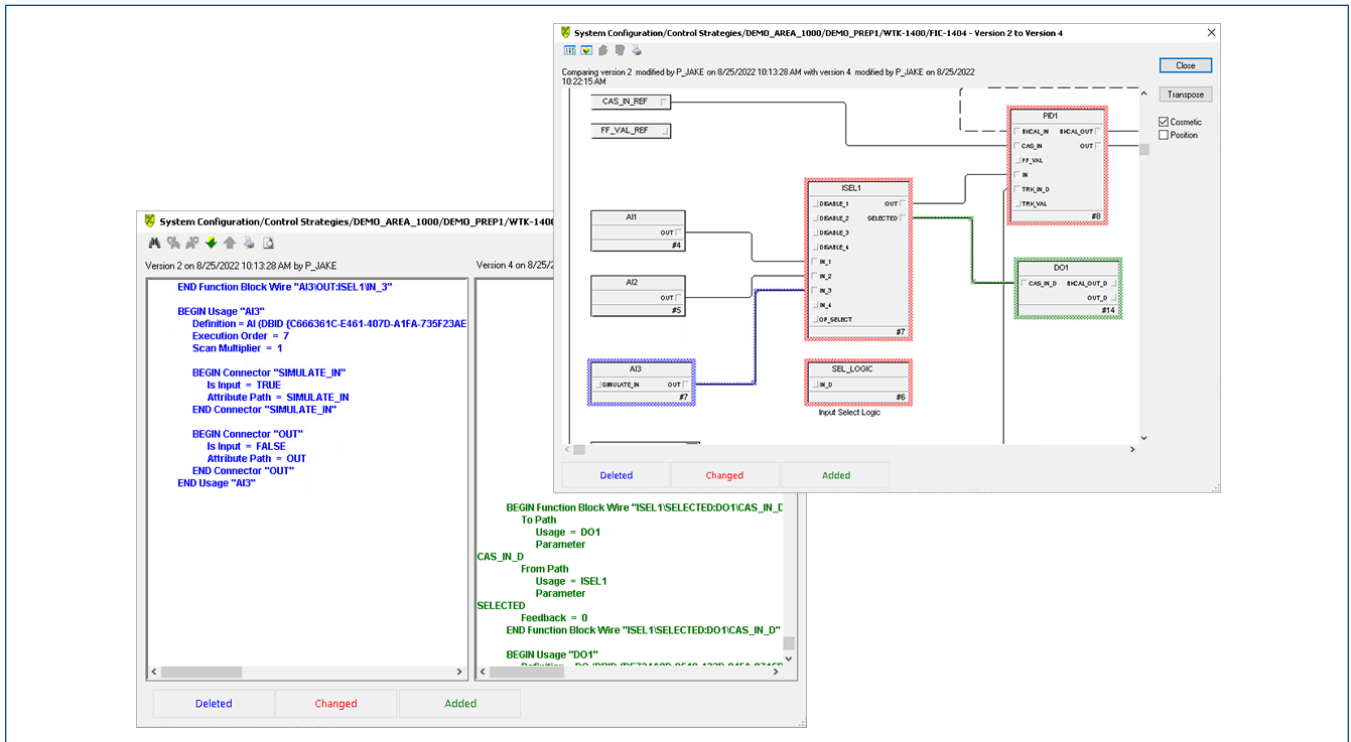 System Configuration/Control Strategies/DEMO_AREA_1000/DEMO_PREP1/WTK-1400/FIC-1404 - Version 2 to Version 4
Comparing version 2 modified by P_JAKE on 8/25/2022 10:13:28 AM with version 4 modified by P_JAKE on 8/25/2022
10:22:15 AM
Close
Transpose
Cosmetic
Position
CAS_IN_REF
FF_VAL_REF
PID1
BKCAL_IN BKCAL_OUT
CAS_IN OUT
FF_VAL
IN
TRK_IN_D
TRK_VAL
#8
ISEL1
DISABLE_1 OUT
DISABLE_2 SELECTED
DISABLE_3
DISABLE_4
IN_1
IN_2
IN_3
IN_4
OP_SELECT
#7
AI1
OUT
#4
AI2
OUT
#5
AI3
SIMULATE_IN OUT
#7
DO1
CAS_IN_D BKCAL_OUT_D
OUT_D
#14
SEL_LOGIC
IN_D
#6
Input Select Logic
Deleted Changed Added
System Configuration/Control Strategies/DEMO_AREA_1000/DEMO_PREP1/WTK-1400
Version 2 on 8/25/2022 10:13:28 AM by P_JAKE
Version 4 on 8/25/2
END Function Block Wire "AI3\OUT:ISEL1\IN_3"
BEGIN Usage "AI3"
Definition = AI (DBID {C666361C-E461-407D-A1FA-735F23AE
Execution Order = 7
Scan Multiplier = 1
BEGIN Connector "SIMULATE_IN"
Is Input = TRUE
Attribute Path = SIMULATE_IN
END Connector "SIMULATE_IN"
BEGIN Connector "OUT"
Is Input = FALSE
Attribute Path = OUT
END Connector "OUT"
END Usage "AI3"
BEGIN Function Block Wire "ISEL1\SELECTED:DO1\CAS_IN_D
To Path
Usage = DO1
Parameter
CAS_IN_D
From Path
Usage = ISEL1
Parameter
SELECTED
Feedback = 0
END Function Block Wire "ISEL1\SELECTED:DO1\CAS_IN_D"
BEGIN Usage "DO1"
Deleted Changed Added